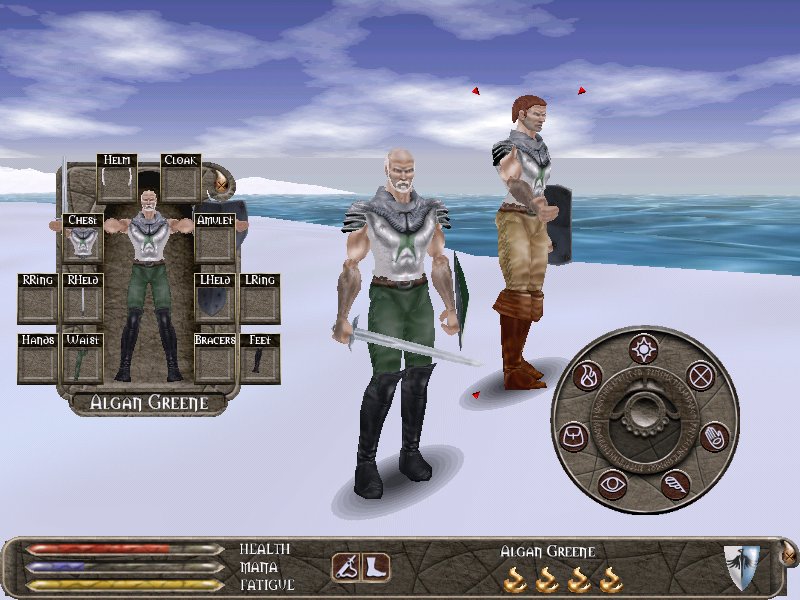 HELM
CLOAK
CHEST
AMULET
RRING
RHELD
LHELD
LRING
HANDS
WAIST
BRACERS
FEET
ALGAN GREENE
HEALTH
MANA
FATIGUE
ALGAN GREENE